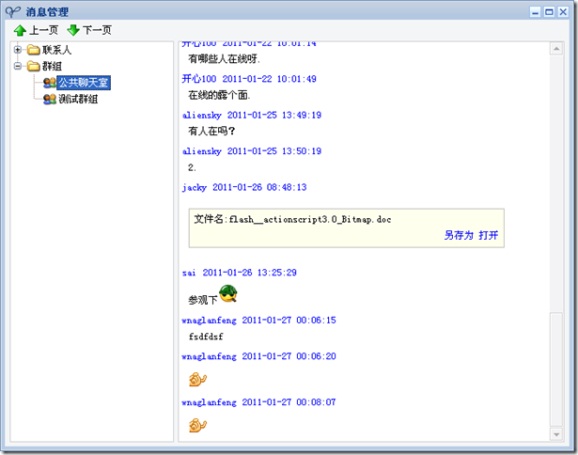 消息管理
上一页 下一页
联系人
群组
公共聊天室
测试群组
开心100 2011-01-22 10:01:14
有哪些人在线呀.
开心100 2011-01-22 10:01:49
在线的露个面.
aliensky 2011-01-25 13:49:19
有人在吗?
aliensky 2011-01-25 13:50:19
2.
jacky 2011-01-26 08:48:13
文件名:flash__actionscript3.0_Bitmap.doc
另存为 打开
sai 2011-01-26 13:25:29
参观下
wnaglanfeng 2011-01-27 00:06:15
fsdfdsf
wnaglanfeng 2011-01-27 00:06:20
wnaglanfeng 2011-01-27 00:08:07